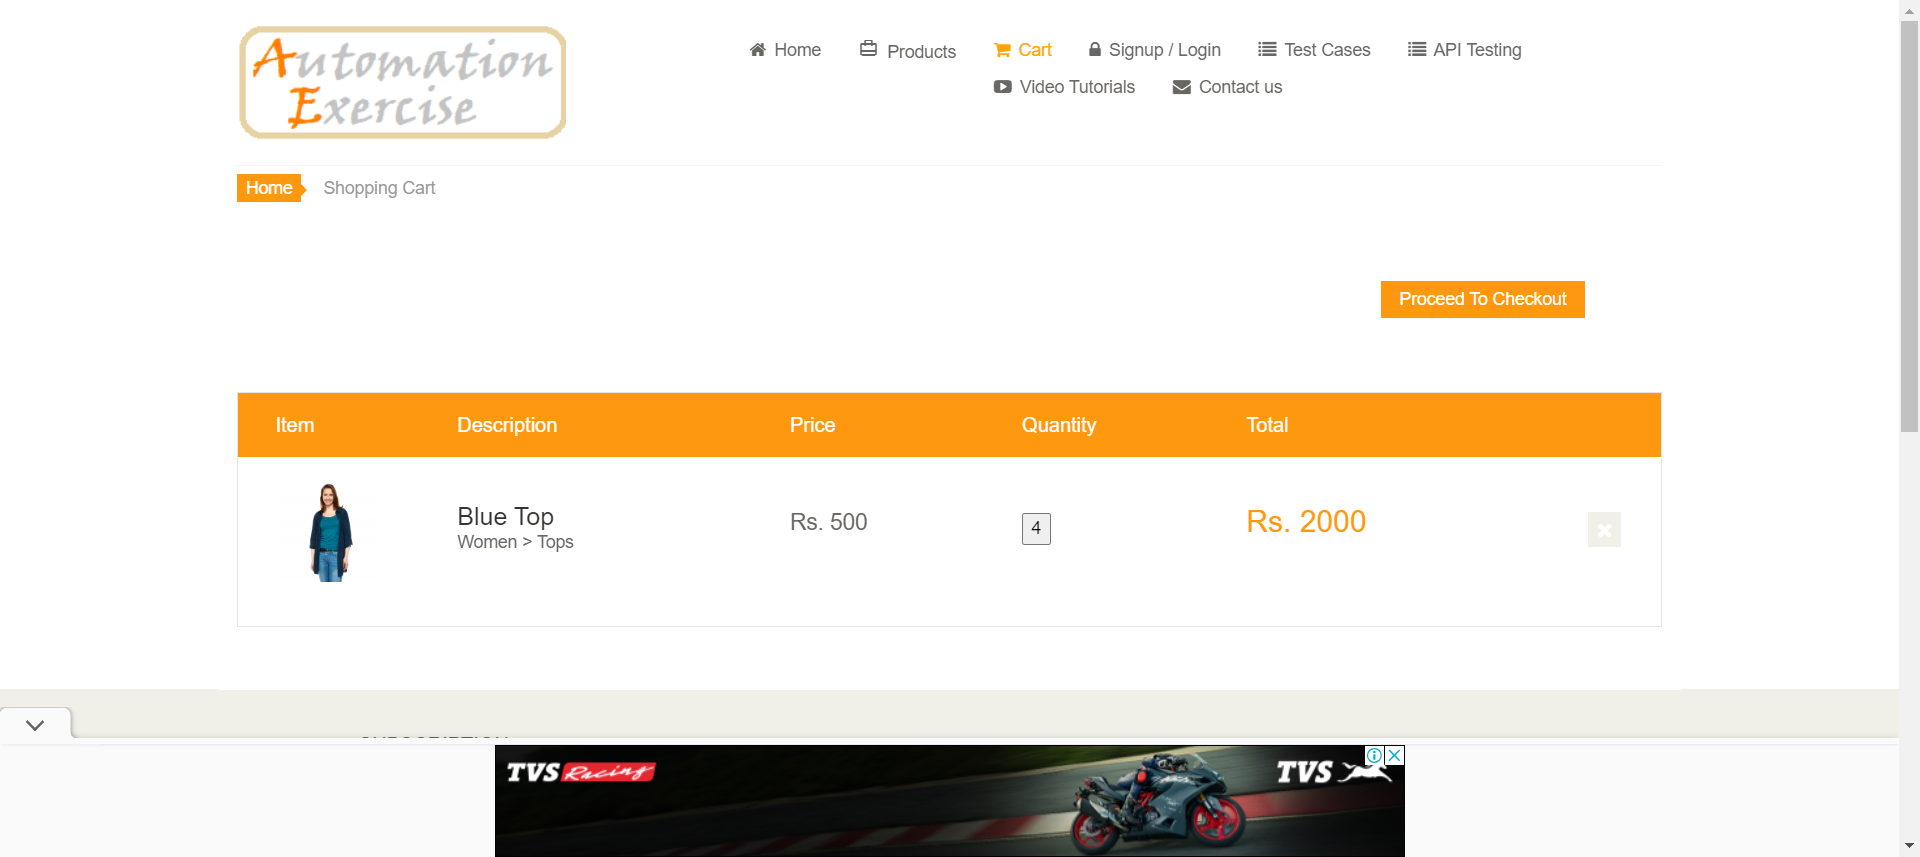 Automation
Exercise
Home
Products
Cart
Signup / Login
Test Cases
API Testing
Video Tutorials
Contact us
Home
Shopping Cart
Proceed To Checkout
Item Description Price Quantity Total
Blue Top
Women > Tops
Rs. 500
4
Rs. 2000
TVS Racing
TVS